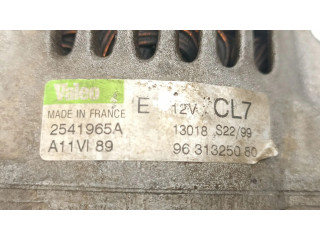 Valeo E 12V CL7
MADE IN FRANCE
2541965A 13018 S22/99
A11VI 89 96 313250 80